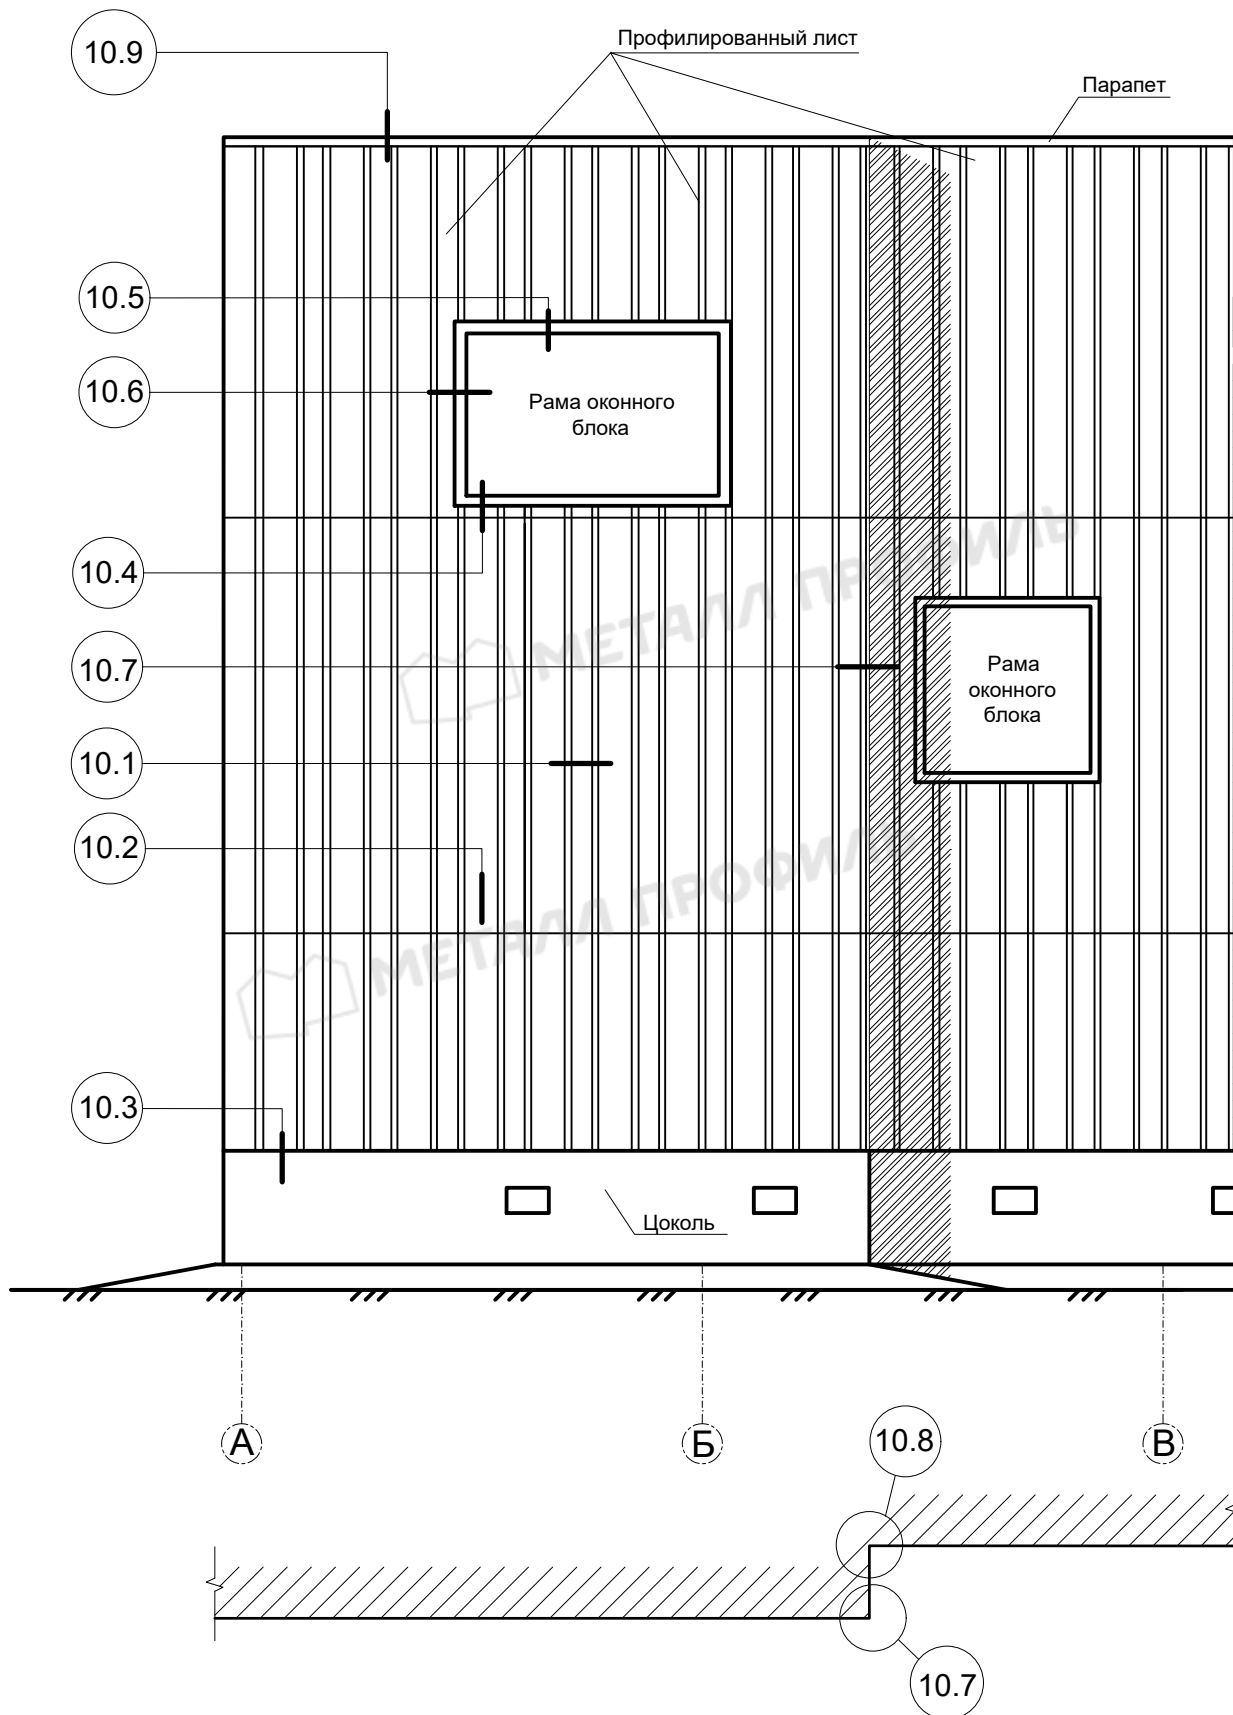 10.9
Профилированный лист
Парапет
10.5
10.6
Рама оконного
блока
10.4
МЕТАЛЛ ПРОФИЛЬ
10.7
Рама
оконного
блока
10.1
10.2
МЕТАЛЛ ПРОФИЛЬ
10.3
Цоколь
А
Б
В
10.8
10.7